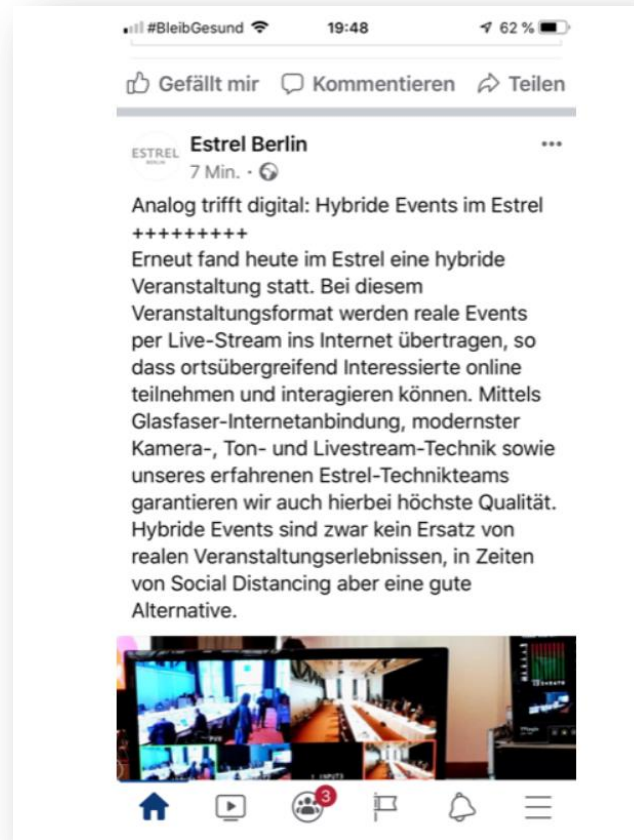 #BleibGesund 19:48 62 %
Gefällt mir Kommentieren Teilen
ESTREL
BERLIN
Estrel Berlin
7 Min. ·
Analog trifft digital: Hybride Events im Estrel
+++++++++
Erneut fand heute im Estrel eine hybride
Veranstaltung statt. Bei diesem
Veranstaltungsformat werden reale Events
per Live-Stream ins Internet übertragen, so
dass ortsübergreifend Interessierte online
teilnehmen und interagieren können. Mittels
Glasfaser-Internetanbindung, modernster
Kamera-, Ton- und Livestream-Technik sowie
unseres erfahrenen Estrel-Technikteams
garantieren wir auch hierbei höchste Qualität.
Hybride Events sind zwar kein Ersatz von
realen Veranstaltungserlebnissen, in Zeiten
von Social Distancing aber eine gute
Alternative.
3